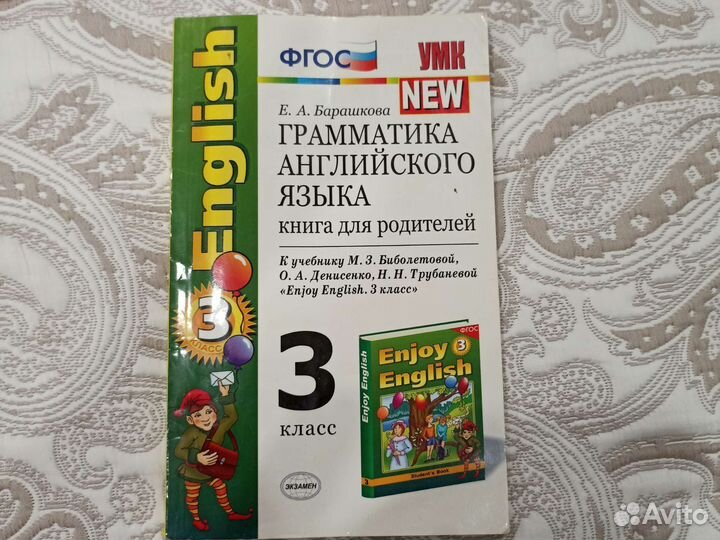 English
3
КЛАСС
ФГОС
УМК
NEW
Е. А. Барашкова
ГРАММАТИКА
АНГЛИЙСКОГО
ЯЗЫКА
книга для родителей
К учебнику М. З. Биболетовой,
О. А. Денисенко, Н. Н. Трубаневой
«Enjoy English. 3 класс»
3
класс
ЭКЗАМЕН
ФГОС
Enjoy 3
English
Enjoy English
Student's Book
3
Avito